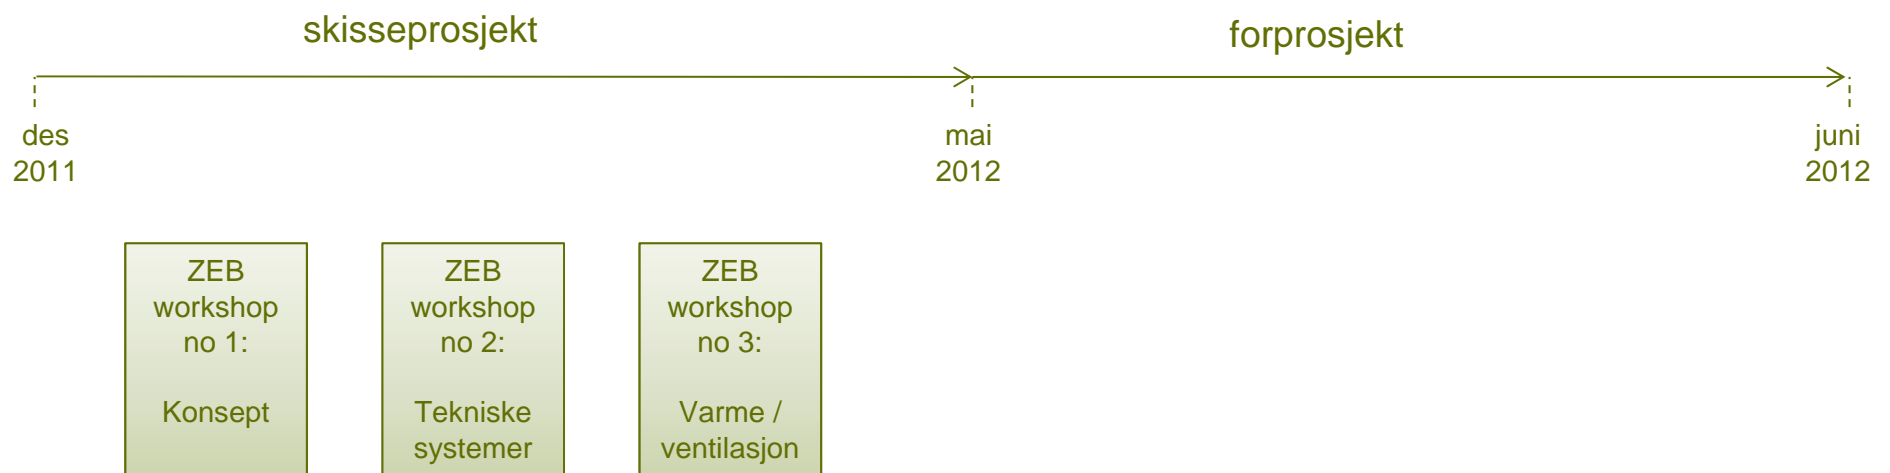 skisseprosjekt
forprosjekt
des
2011
mai
2012
juni
2012
ZEB
workshop
no 1:
Konsept
ZEB
workshop
no 2:
Tekniske
systemer
ZEB
workshop
no 3:
Varme /
ventilasjon